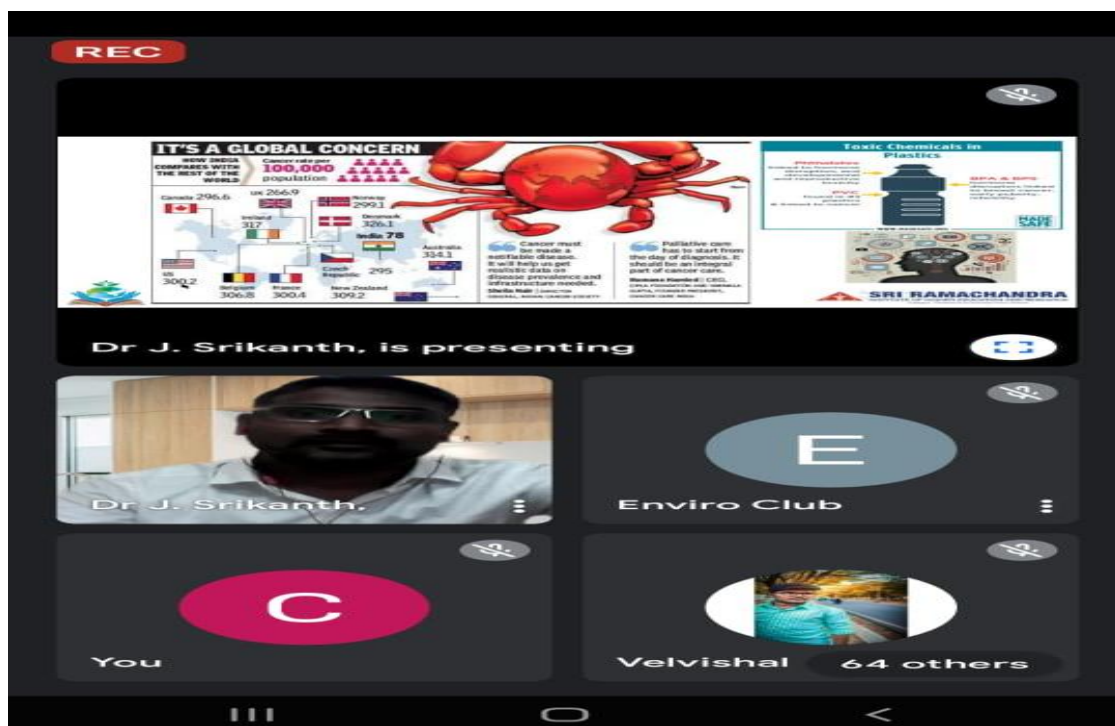 REC
IT'S A GLOBAL CONCERN
HOW INDIA
COMPARES WITH
THE REST OF THE
WORLD
Cancer rate per
100,000
population
Canada 296.6
UK 266.9
Norway
299.1
Ireland
317
Denmark
326.1
India 78
Australia
314.1
US
300.2
Belgium
306.8
France
300.4
Czech
Republic
295
New Zealand
309.2
Cancer must
be made a
notifiable disease.
It will help us get
realistic data on
disease prevalence and
infrastructure needed.
Sheila Nair
Palliative care
has to start from
the day of diagnosis. It
should be an integral
part of cancer care.
Toxic Chemicals in
Plastics
Phthalates
BPA & BPS
PVC
MADE
SAFE
SRI RAMACHANDRA
Dr J. Srikanth, is presenting
Dr J. Srikanth,
E
Enviro Club
C
You
Velvishal
64 others